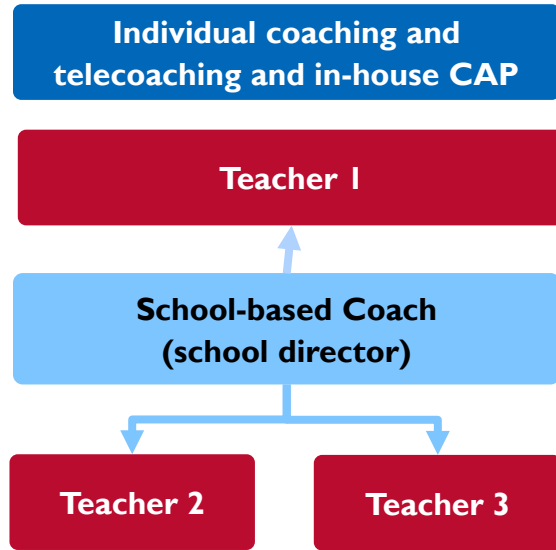 Individual coaching and
telecoaching and in-house CAP
Teacher 1
School-based Coach
(school director)
Teacher 2
Teacher 3